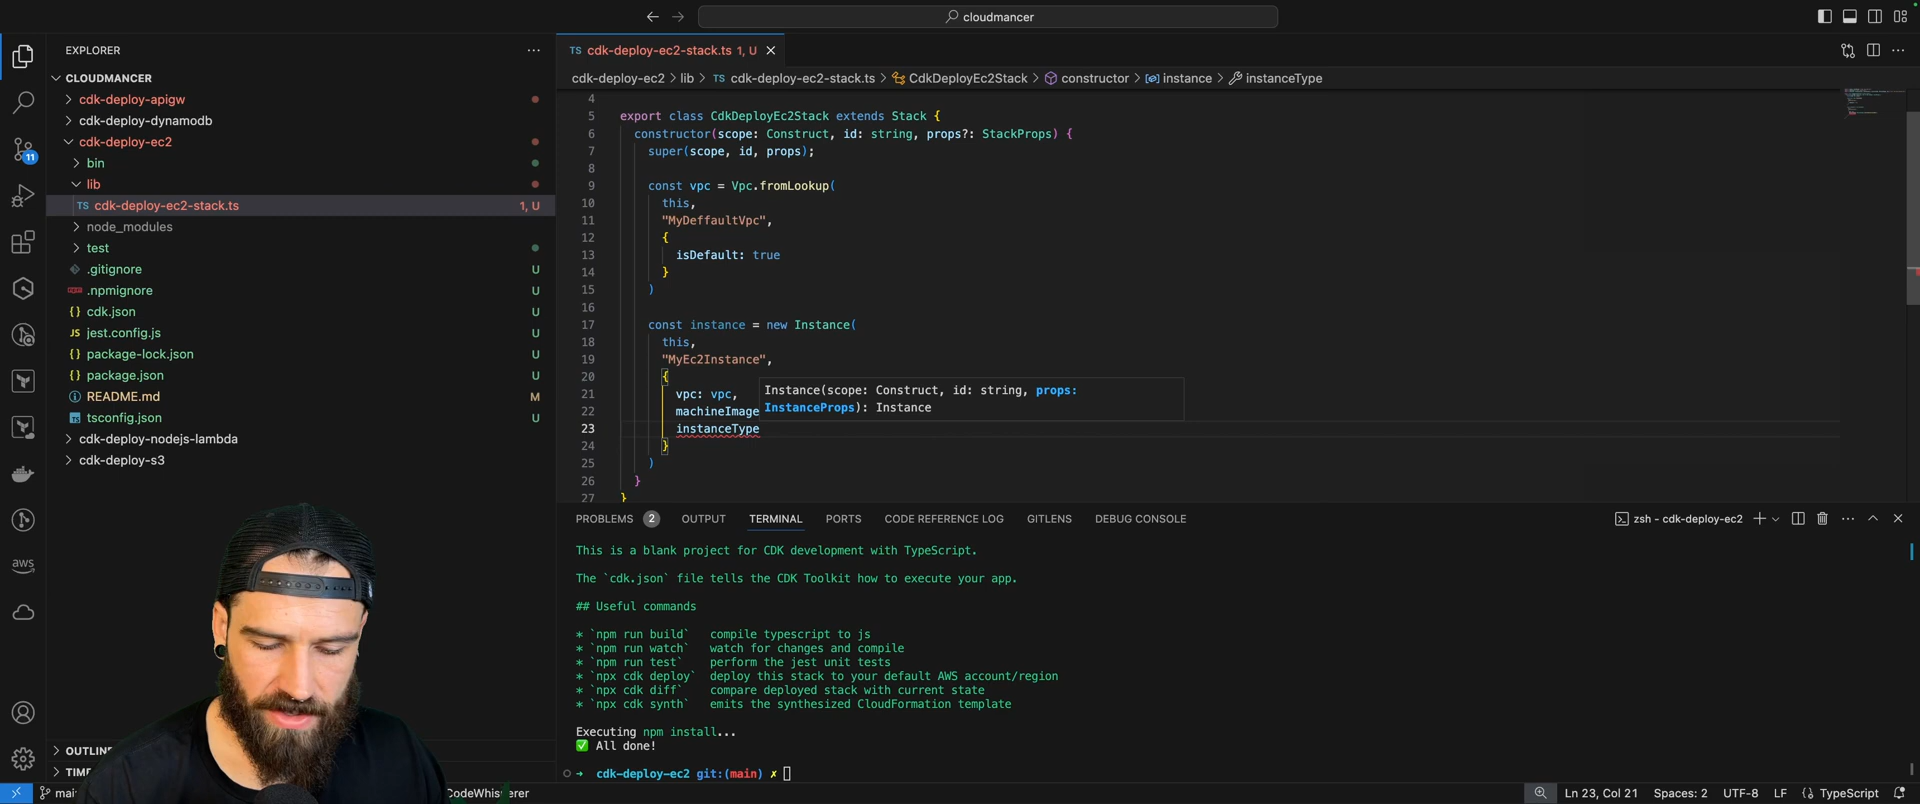 cloudmancer
EXPLORER
CLOUDMANCER
cdk-deploy-apigw
cdk-deploy-dynamodb
cdk-deploy-ec2
bin
lib
TS cdk-deploy-ec2-stack.ts 1, U
node_modules
test
.gitignore U
.npmignore U
{} cdk.json U
JS jest.config.js U
{} package-lock.json U
{} package.json U
README.md M
tsconfig.json U
cdk-deploy-nodejs-lambda
cdk-deploy-s3
11
aws
OUTLIN
TIM
TS cdk-deploy-ec2-stack.ts 1, U
cdk-deploy-ec2 > lib > TS cdk-deploy-ec2-stack.ts > CdkDeployEc2Stack > constructor > instance > instanceType
4
5 export class CdkDeployEc2Stack extends Stack {
6 constructor(scope: Construct, id: string, props?: StackProps) {
7 super(scope, id, props);
8
9 const vpc = Vpc.fromLookup(
10 this,
11 "MyDeffaultVpc",
12 {
13 isDefault: true
14 }
15 )
16
17 const instance = new Instance(
18 this,
19 "MyEc2Instance",
20 {
21 vpc: vpc,
22 machineImage
23 instanceType
24 }
25 )
26 }
27 }
Instance(scope: Construct, id: string, props:
InstanceProps): Instance
PROBLEMS 2 OUTPUT TERMINAL PORTS CODE REFERENCE LOG GITLENS DEBUG CONSOLE zsh - cdk-deploy-ec2
This is a blank project for CDK development with TypeScript.
The `cdk.json` file tells the CDK Toolkit how to execute your app.
## Useful commands
* `npm run build` compile typescript to js
* `npm run watch` watch for changes and compile
* `npm run test` perform the jest unit tests
* `npx cdk deploy` deploy this stack to your default AWS account/region
* `npx cdk diff` compare deployed stack with current state
* `npx cdk synth` emits the synthesized CloudFormation template
Executing npm install...
✅ All done!
→ cdk-deploy-ec2 git:(main) ✗
mai CodeWhisperer Ln 23, Col 21 Spaces: 2 UTF-8 LF {} TypeScript